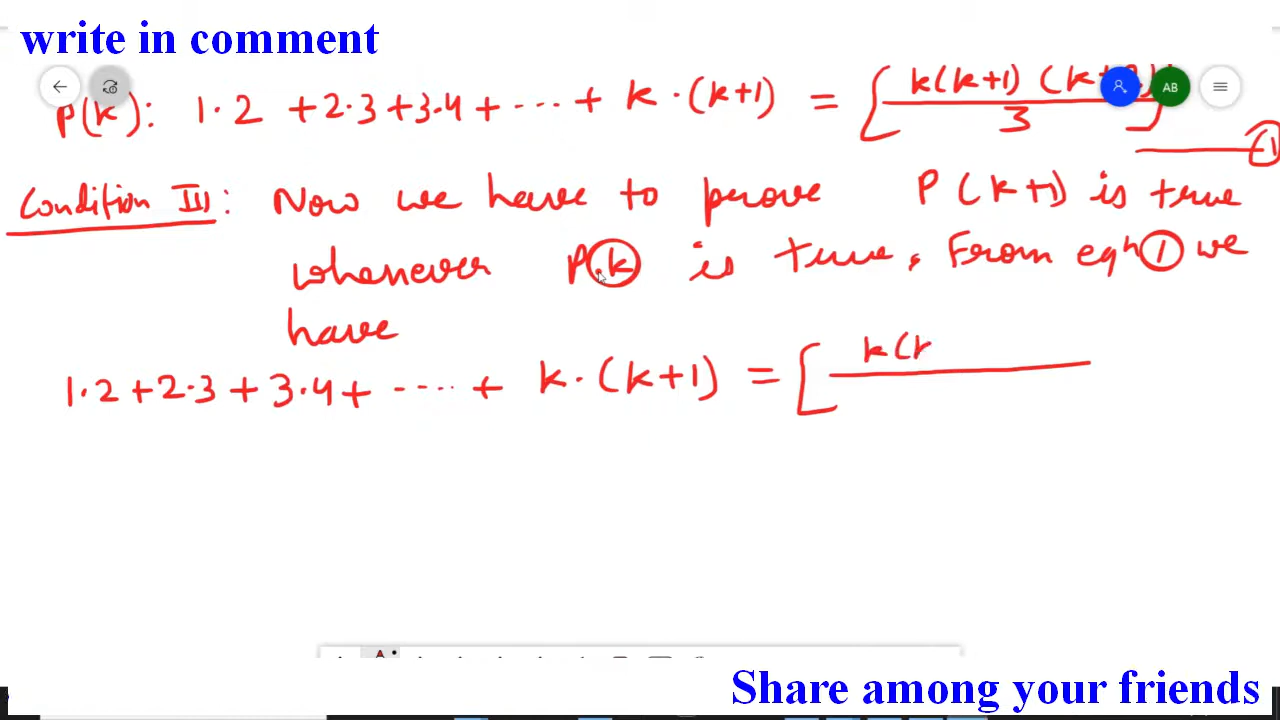 write in comment
P(k): 1·2 +2·3+3·4+ ··· + k·(k+1) = [k(k+1) (k+2)/3]
AB
1
Condition III: Now we have to prove P(k+1) is true
whenever P.k is true. From eqn 1 we
have
1·2+2·3+3·4+ ····+ k·(k+1) = [k(k
Share among your friends